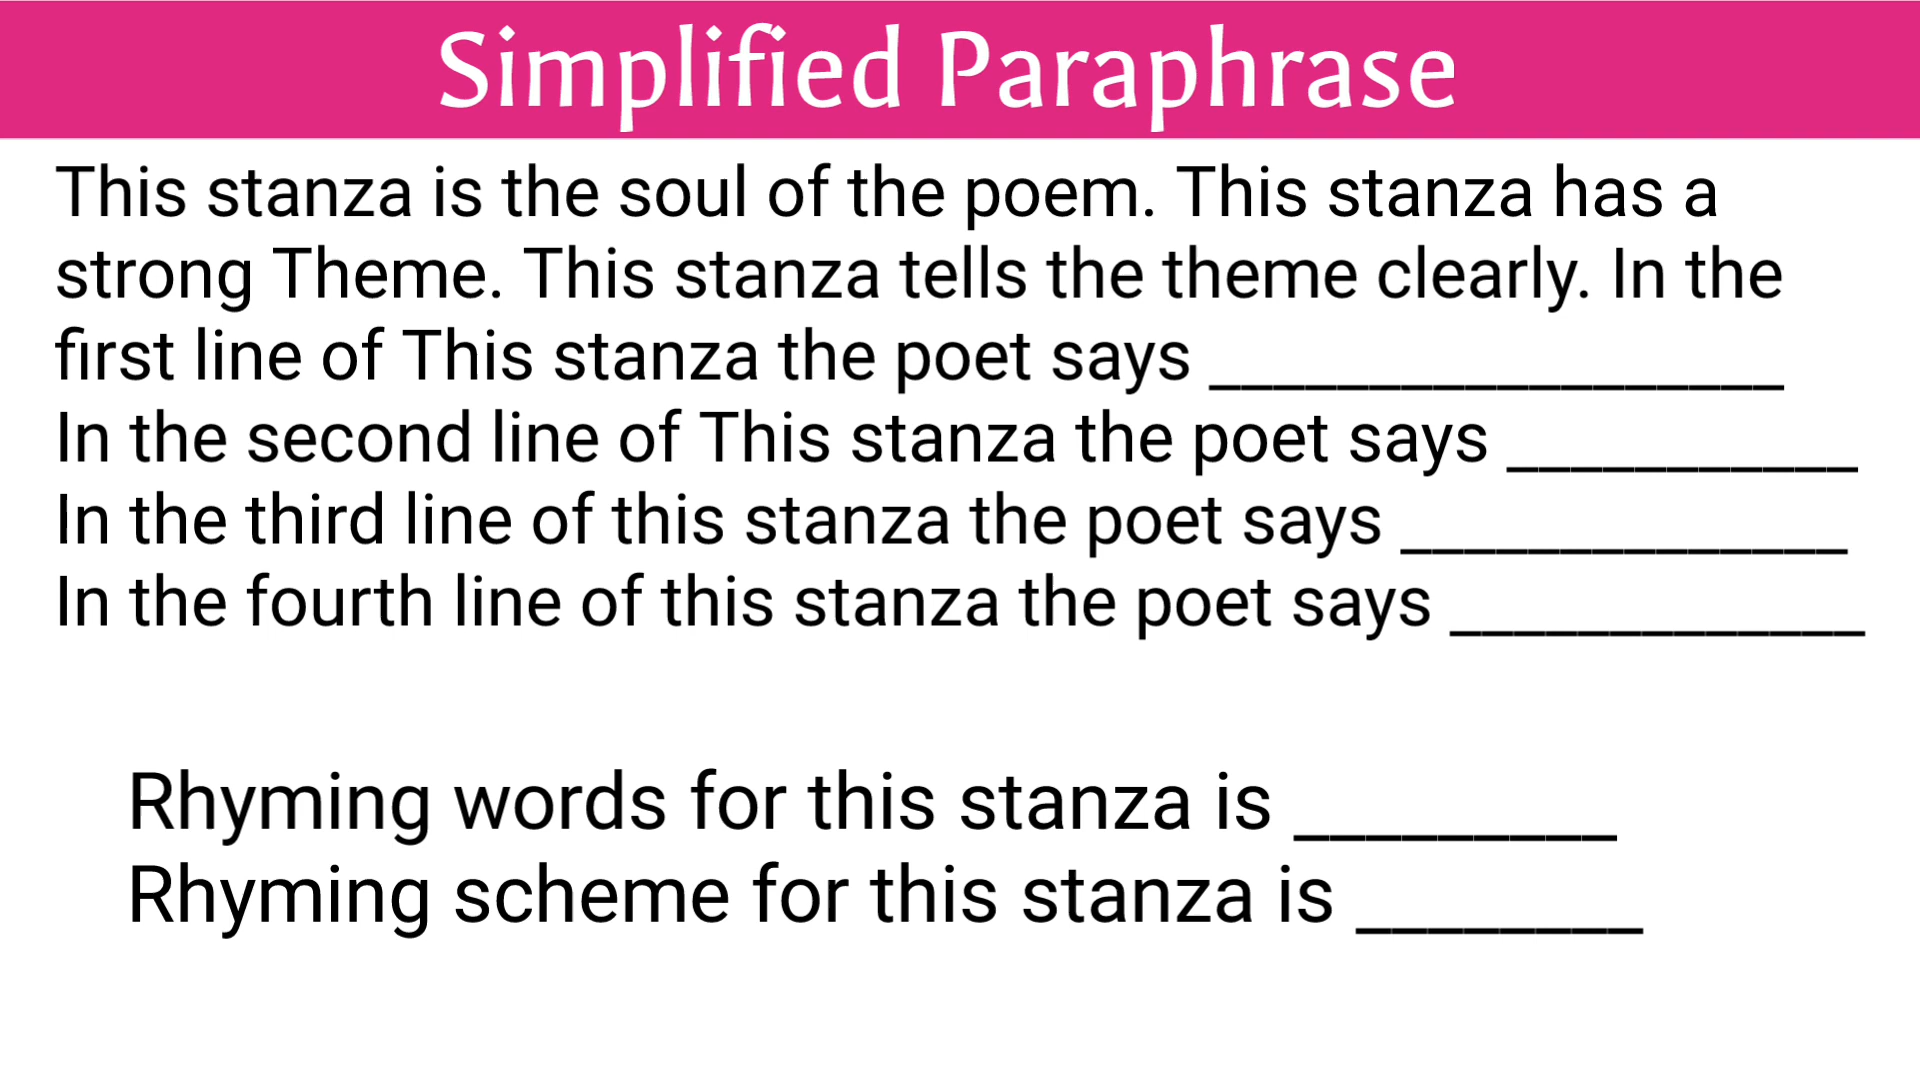 Simplified Paraphrase
This stanza is the soul of the poem. This stanza has a
strong Theme. This stanza tells the theme clearly. In the
first line of This stanza the poet says __________________
In the second line of This stanza the poet says ___________
In the third line of this stanza the poet says ______________
In the fourth line of this stanza the poet says _____________
Rhyming words for this stanza is _________
Rhyming scheme for this stanza is ________